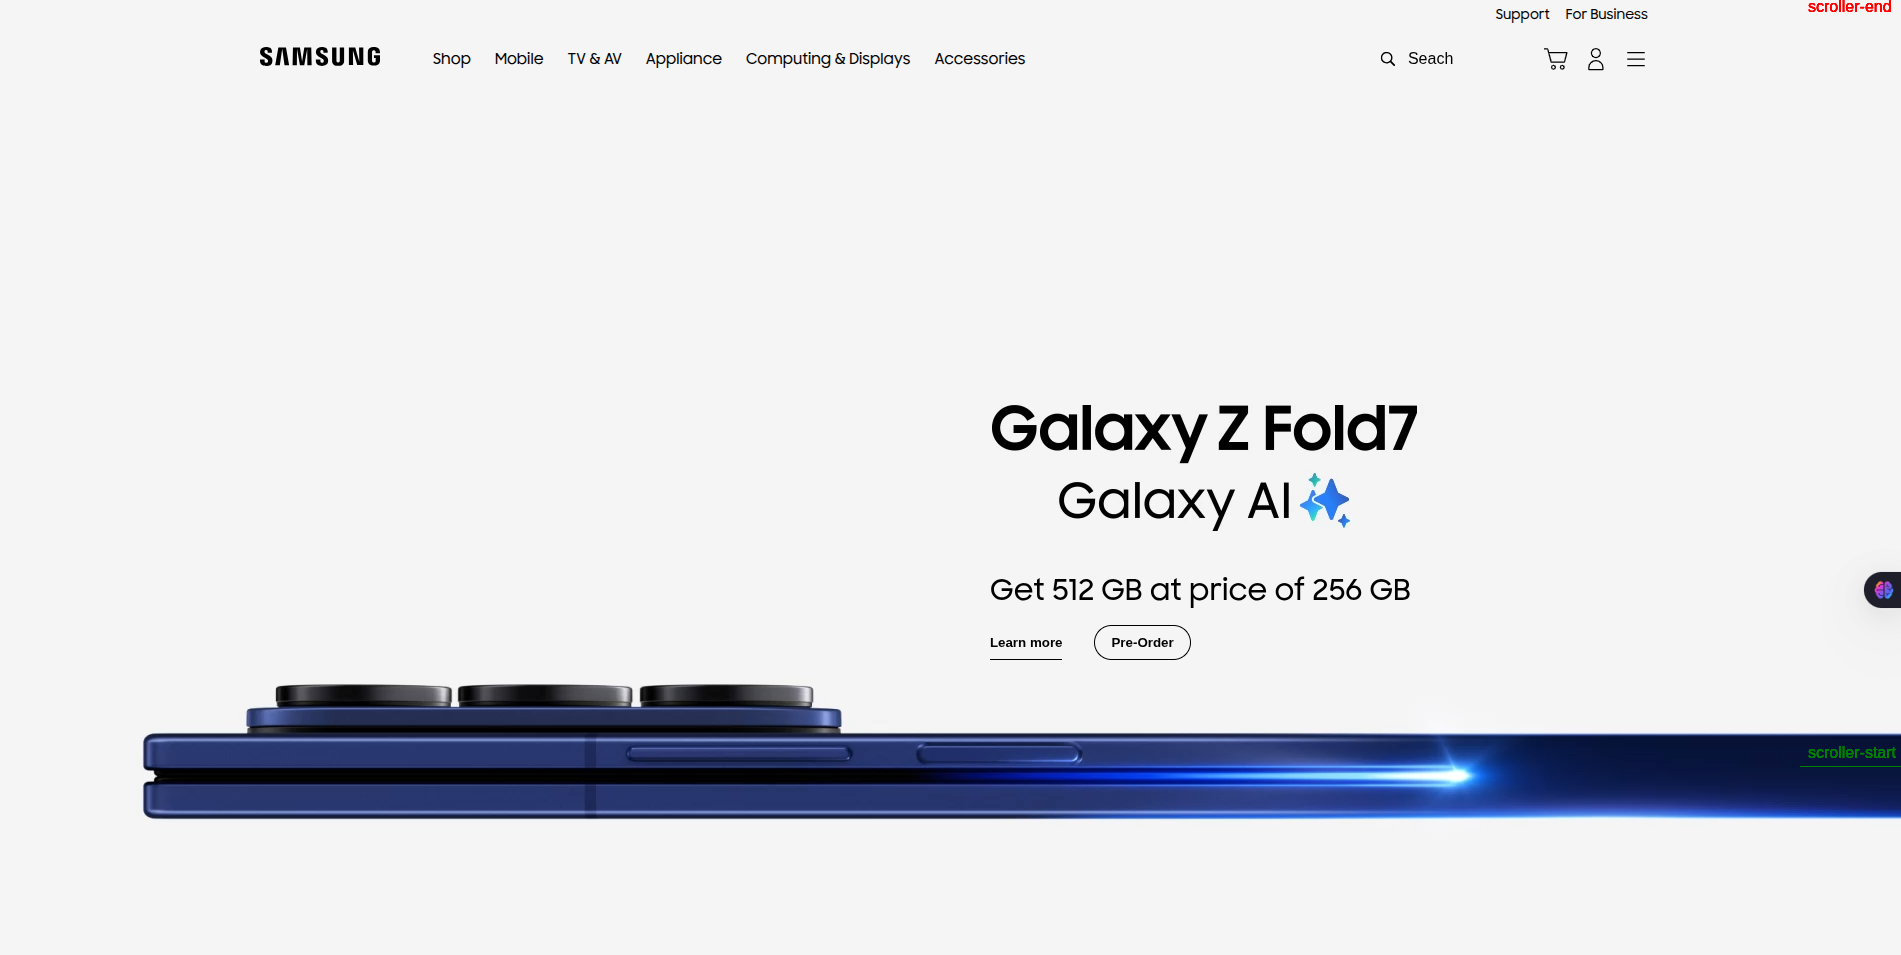 Support For Business
scroller-end
SAMSUNG Shop Mobile TV & AV Appliance Computing & Displays Accessories Seach
Galaxy Z Fold7
Galaxy AI
Get 512 GB at price of 256 GB
Learn more Pre-Order
scroller-start